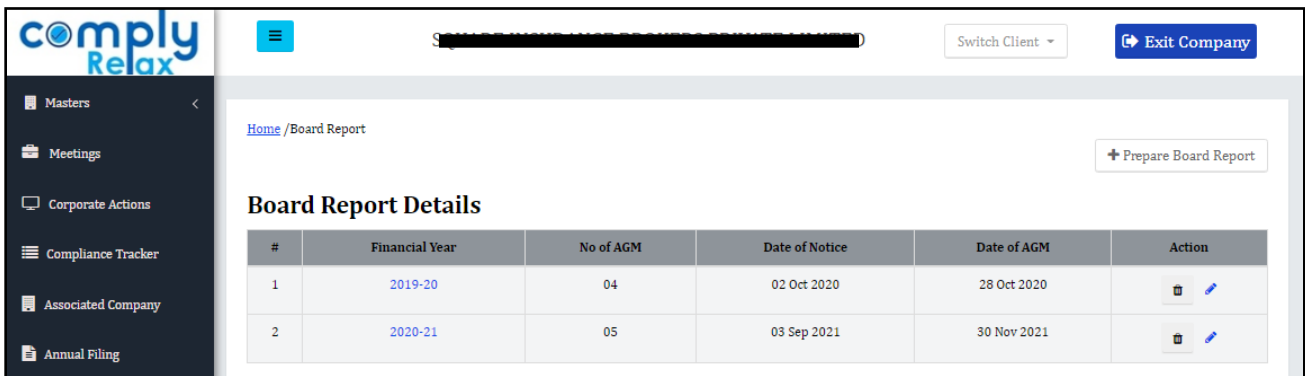 comply
Relax
Switch Client
Exit Company
Masters
Home /Board Report
Meetings
Prepare Board Report
Corporate Actions
Board Report Details
# Financial Year No of AGM Date of Notice Date of AGM Action
Compliance Tracker
1 2019-20 04 02 Oct 2020 28 Oct 2020
Associated Company
2 2020-21 05 03 Sep 2021 30 Nov 2021
Annual Filing